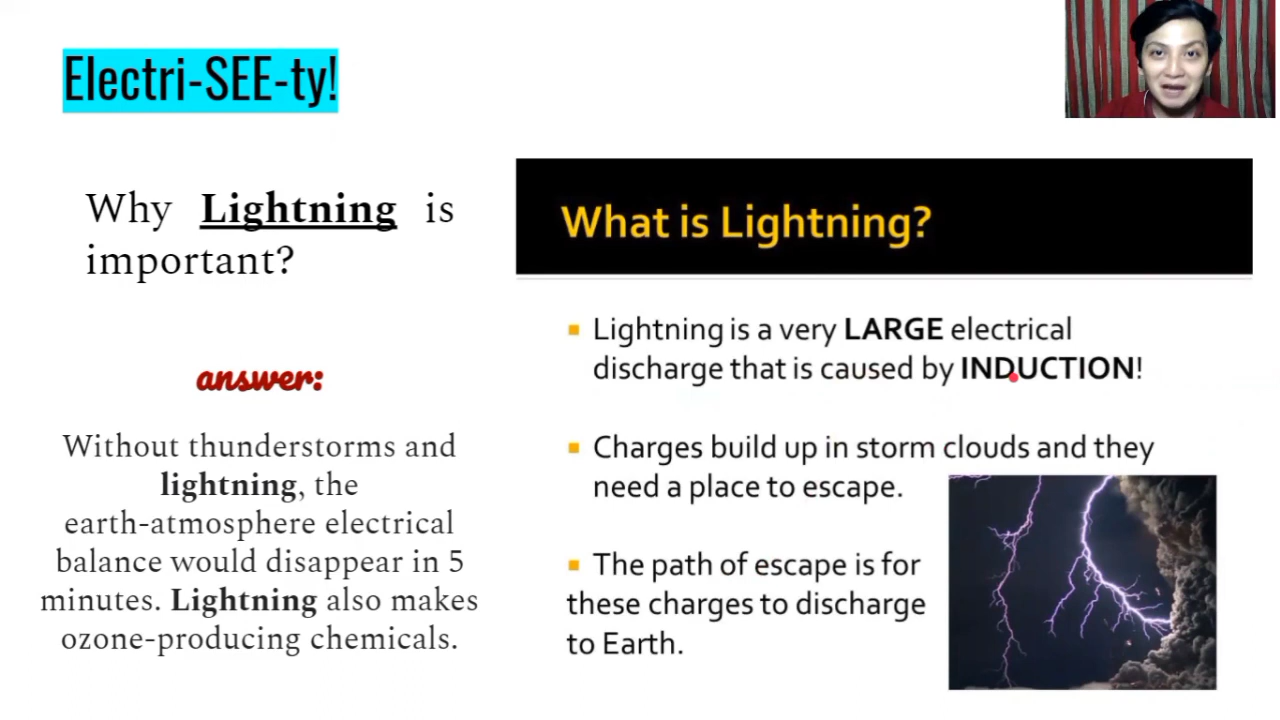 Electri-SEE-ty!
Why Lightning is
important?
answer:
Without thunderstorms and
lightning, the
earth-atmosphere electrical
balance would disappear in 5
minutes. Lightning also makes
ozone-producing chemicals.
What is Lightning?
Lightning is a very LARGE electrical
discharge that is caused by INDUCTION!
Charges build up in storm clouds and they
need a place to escape.
The path of escape is for
these charges to discharge
to Earth.